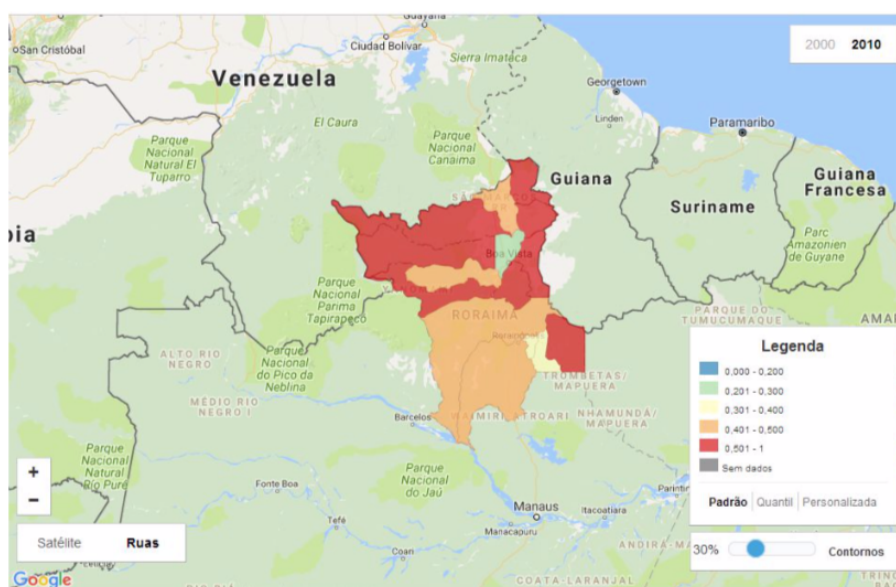 Guayana
San Cristóbal
Ciudad Bolívar
2000 2010
Sierra Imataca
Venezuela
Georgetown
Linden
El Caura
Paramaribo
Parque
Nacional
Natural El
Tuparro
Parque
Nacional
Canaima
Guiana
Guiana
Francesa
Suriname
Boa Vista
Parc
Amazonien
de Guyane
Parque
Nacional
Parima
Tapirapecó
RORAIMA
PARQUE DO
TUMUCUMAQUE
ALTO RIO
NEGRO
Parque
Nacional
do Pico da
Neblina
TROMBETAS/
MAPUERA
MÉDIO RIO
NEGRO I
Barcelos
WAIMIRI ATROARI
NHAMUNDÁ/
MAPUERA
Legenda
0,000 - 0,200
0,201 - 0,300
0,301 - 0,400
0,401 - 0,500
0,501 - 1
Sem dados
Padrão | Quantil | Personalizada
30% Contornos
Parque
Nacional
Natural
Río Puré
Parque
Nacional
do Jaú
Fonte Boa
Manaus
Itacoatiara
Manacapuru
Tefé
Coari
COATA-LARANJAL
+
−
Satélite Ruas
Google